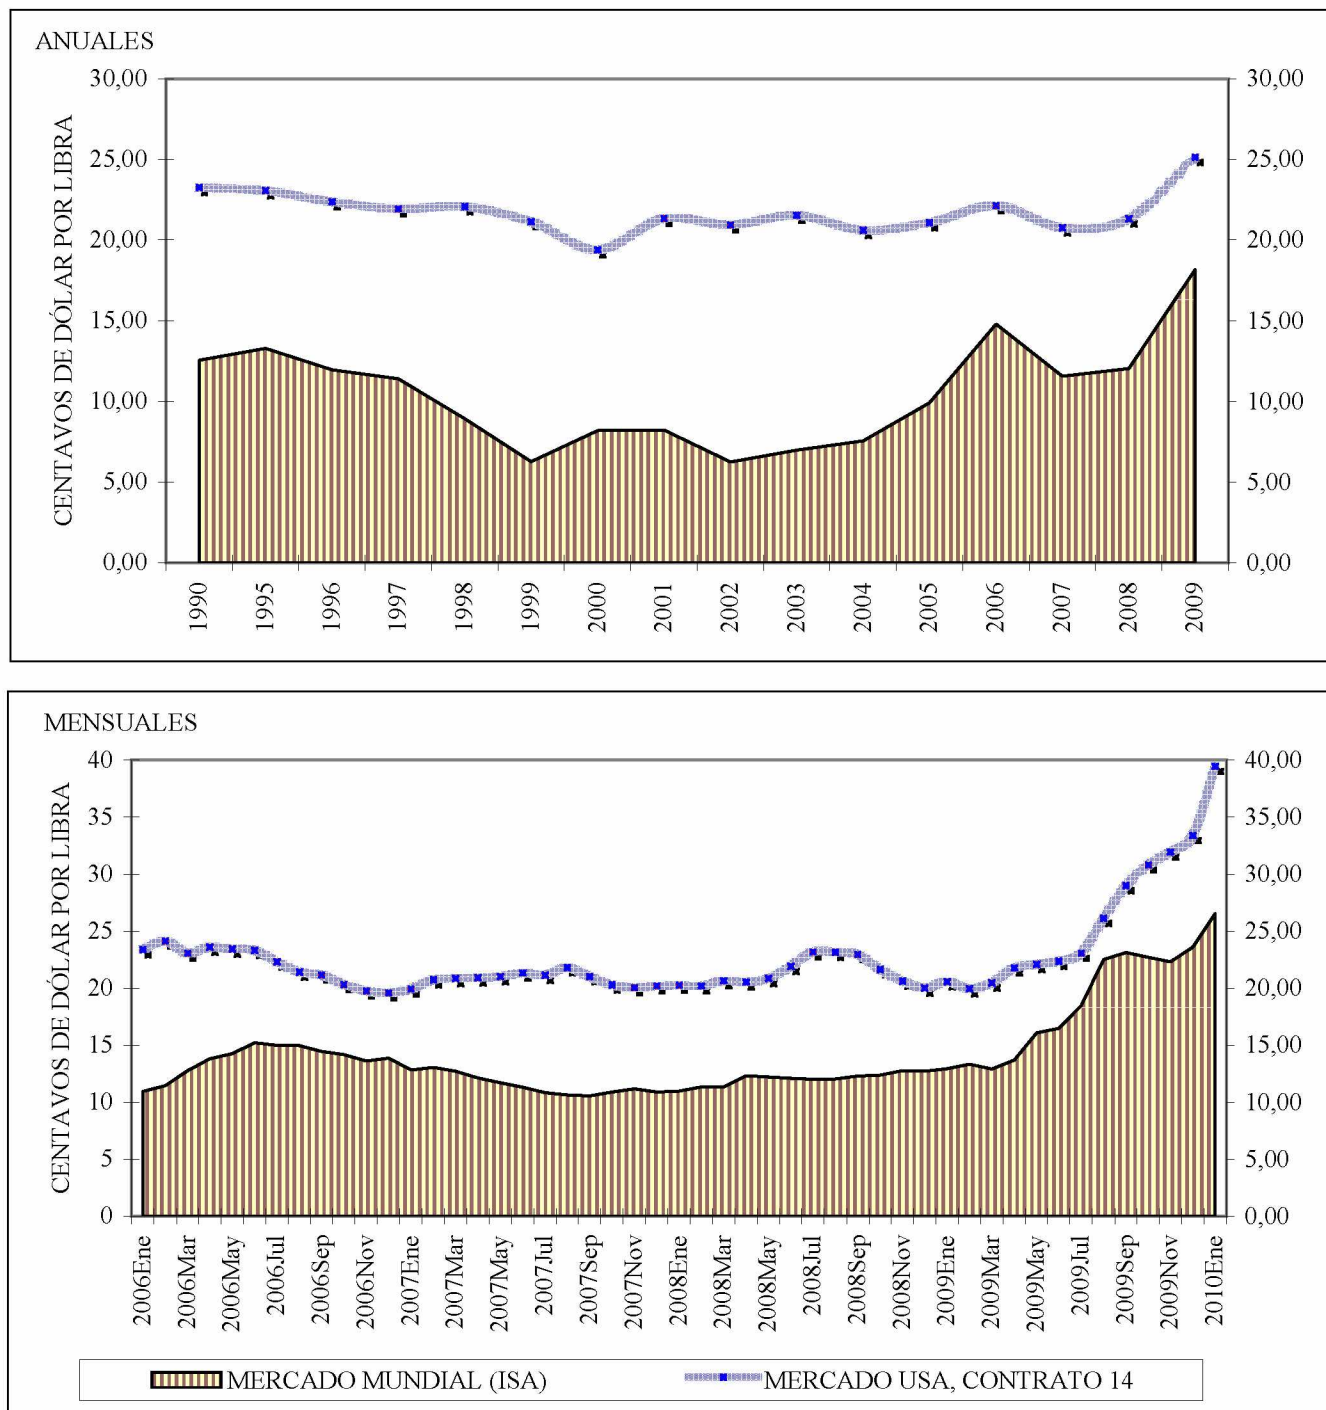 ANUALES
CENTAVOS DE DÓLAR POR LIBRA
30,00 30,00
25,00 25,00
20,00 20,00
15,00 15,00
10,00 10,00
5,00 5,00
0,00 0,00
1990 1995 1996 1997 1998 1999 2000 2001 2002 2003 2004 2005 2006 2007 2008 2009
MENSUALES
CENTAVOS DE DÓLAR POR LIBRA
40 40,00
35 35,00
30 30,00
25 25,00
20 20,00
15 15,00
10 10,00
5 5,00
0 0,00
2006Ene 2006Mar 2006May 2006Jul 2006Sep 2006Nov 2007Ene 2007Mar 2007May 2007Jul 2007Sep 2007Nov 2008Ene 2008Mar 2008May 2008Jul 2008Sep 2008Nov 2009Ene 2009Mar 2009May 2009Jul 2009Sep 2009Nov 2010Ene
MERCADO MUNDIAL (ISA) MERCADO USA, CONTRATO 14